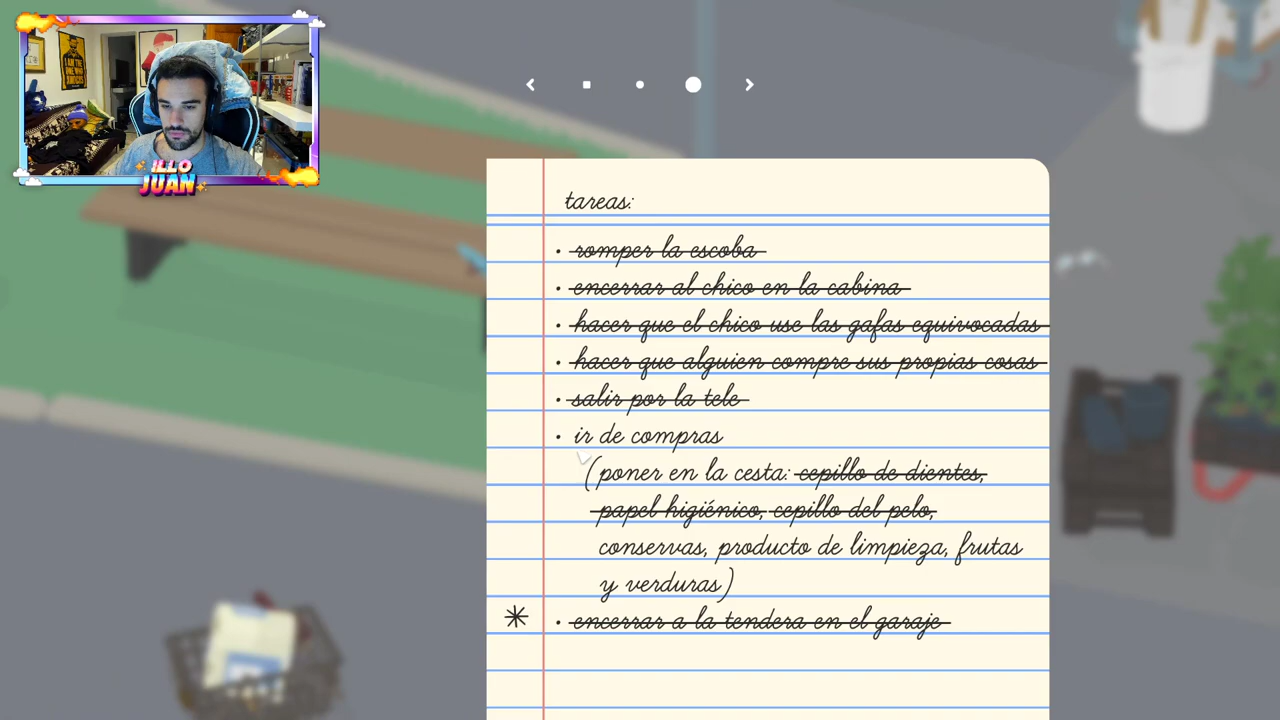 ILLO
JUAN
tareas:
• romper la escoba
• encerrar al chico en la cabina
• hacer que el chico use las gafas equivocadas
• hacer que alguien compre sus propias cosas
• salir por la tele
• ir de compras
(poner en la cesta: cepillo de dientes,
papel higiénico, cepillo del pelo,
conservas, producto de limpieza, frutas
y verduras)
• encerrar a la tendera en el garaje